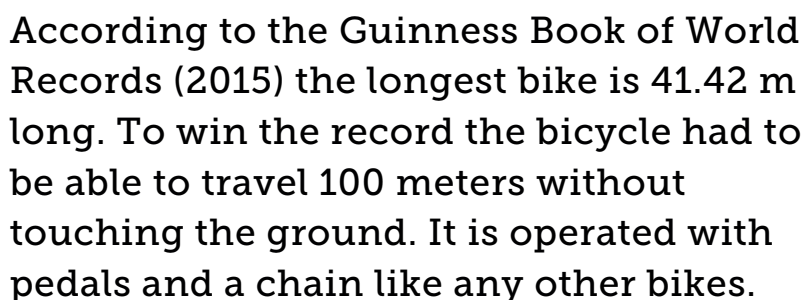 According to the Guinness Book of World
Records (2015) the longest bike is 41.42 m
long. To win the record the bicycle had to
be able to travel 100 meters without
touching the ground. It is operated with
pedals and a chain like any other bikes.